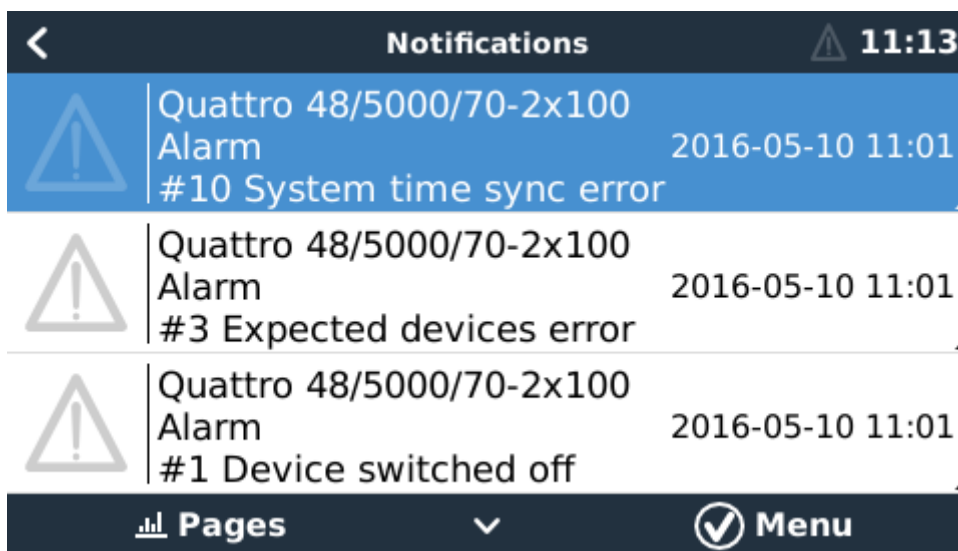 Notifications
11:13
Quattro 48/5000/70-2x100
Alarm
2016-05-10 11:01
#10 System time sync error
Quattro 48/5000/70-2x100
Alarm
2016-05-10 11:01
#3 Expected devices error
Quattro 48/5000/70-2x100
Alarm
2016-05-10 11:01
#1 Device switched off
Pages
Menu